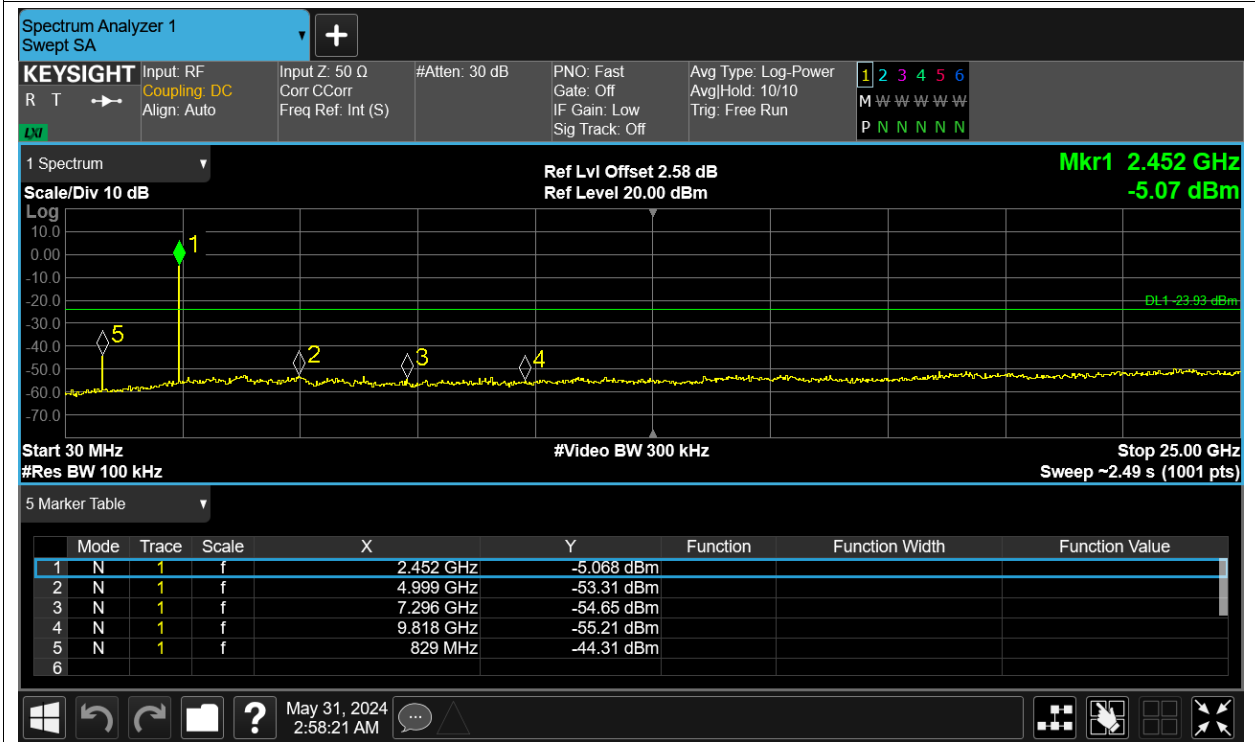 Spectrum Analyzer 1
Swept SA
+
KEYSIGHT
R T
LXI
Input: RF
Coupling: DC
Align: Auto
Input Z: 50 Ω
Corr CCorr
Freq Ref: Int (S)
#Atten: 30 dB
PNO: Fast
Gate: Off
IF Gain: Low
Sig Track: Off
Avg Type: Log-Power
Avg|Hold: 10/10
Trig: Free Run
1 2 3 4 5 6
M W W W W W
P N N N N N
1 Spectrum
Scale/Div 10 dB
Ref Lvl Offset 2.58 dB
Ref Level 20.00 dBm
Mkr1 2.452 GHz
-5.07 dBm
Log
10.0
0.00
-10.0
-20.0
-30.0
-40.0
-50.0
-60.0
-70.0
1
5
2
3
4
DL1 -23.93 dBm
Start 30 MHz
#Res BW 100 kHz
#Video BW 300 kHz
Stop 25.00 GHz
Sweep ~2.49 s (1001 pts)
5 Marker Table
Mode Trace Scale X Y Function Function Width Function Value
1 N 1 f 2.452 GHz -5.068 dBm
2 N 1 f 4.999 GHz -53.31 dBm
3 N 1 f 7.296 GHz -54.65 dBm
4 N 1 f 9.818 GHz -55.21 dBm
5 N 1 f 829 MHz -44.31 dBm
6
?
May 31, 2024
2:58:21 AM